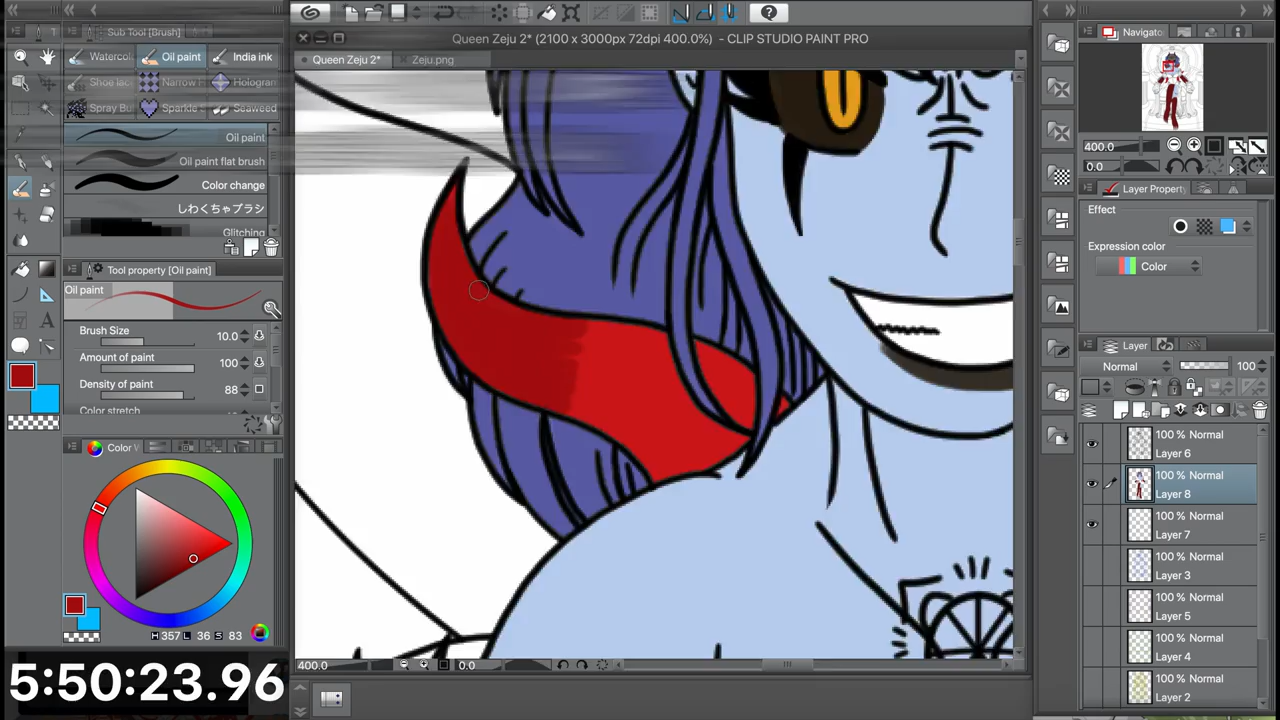 Sub Tool [Brush]
Queen Zeju 2* (2100 x 3000px 72dpi 400.0%) - CLIP STUDIO PAINT PRO
Navigato
Watercol
Oil paint
India ink
Queen Zeju 2*
Zeju.png
Shoe lac
Narrow H
Hologram
Spray Bu
Sparkle S
Seaweed
Oil paint
Oil paint flat brush
Color change
しわくちゃブラシ
Glitching
400.0
0.0
Layer Property
Effect
Expression color
Color
Tool property [Oil paint]
Oil paint
Brush Size
10.0
Amount of paint
100
Density of paint
88
Color stretch
Layer
Normal
100
100 % Normal
Layer 6
100 % Normal
Layer 8
100 % Normal
Layer 7
100 % Normal
Layer 3
100 % Normal
Layer 5
100 % Normal
Layer 4
100 % Normal
Layer 2
Color
H 357 L 36 S 83
400.0
0.0
5:50:23.96